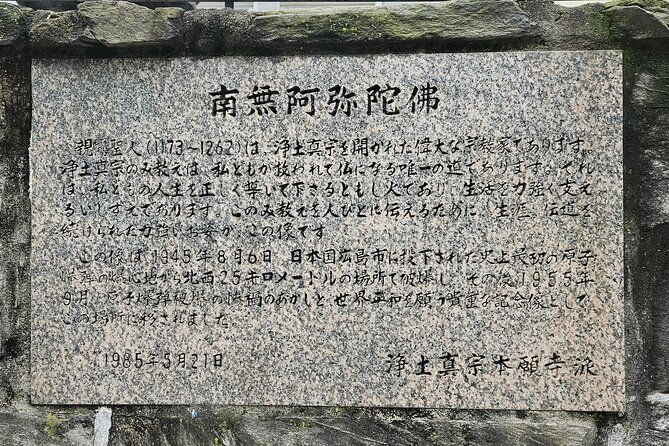 南無阿弥陀佛
親鸞聖人(1173~1262)は、浄土真宗を開かれた偉大な宗教家であります。
浄土真宗のみ教えは、私どもが救われて仏になる唯一の道であります。それ
は、私どもの人生を正しく導いて下さるともし火であり、生活を力強く支え
るいしずえであります。このみ教えを人びとに伝えるために、生涯、伝道を
続けられた力強いお姿が、この像です。
この像は、1945年8月6日、日本国広島市に投下された史上最初の原子
爆弾の爆心地から北西2.5キロメートルの場所で被爆し、その後、1955年
9月、原子爆弾被爆の惨禍のあかしと、世界平和を願う貴重な記念像として、
この場所に移されました。
1985年5月21日
浄土真宗本願寺派